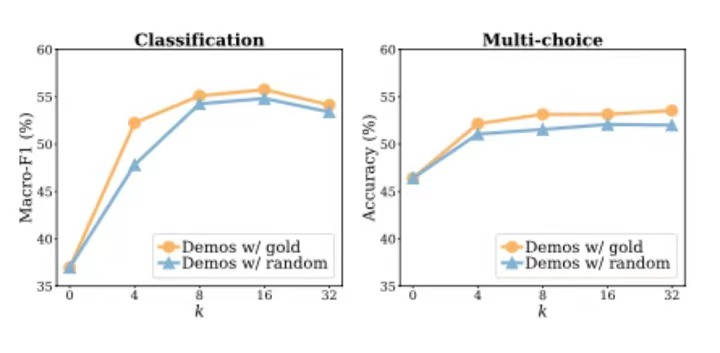 Classification
60
55
50
45
40
35
Macro-F1 (%)
Demos w/ gold
Demos w/ random
0 4 8 16 32
k
Multi-choice
60
55
50
45
40
35
Accuracy (%)
Demos w/ gold
Demos w/ random
0 4 8 16 32
k